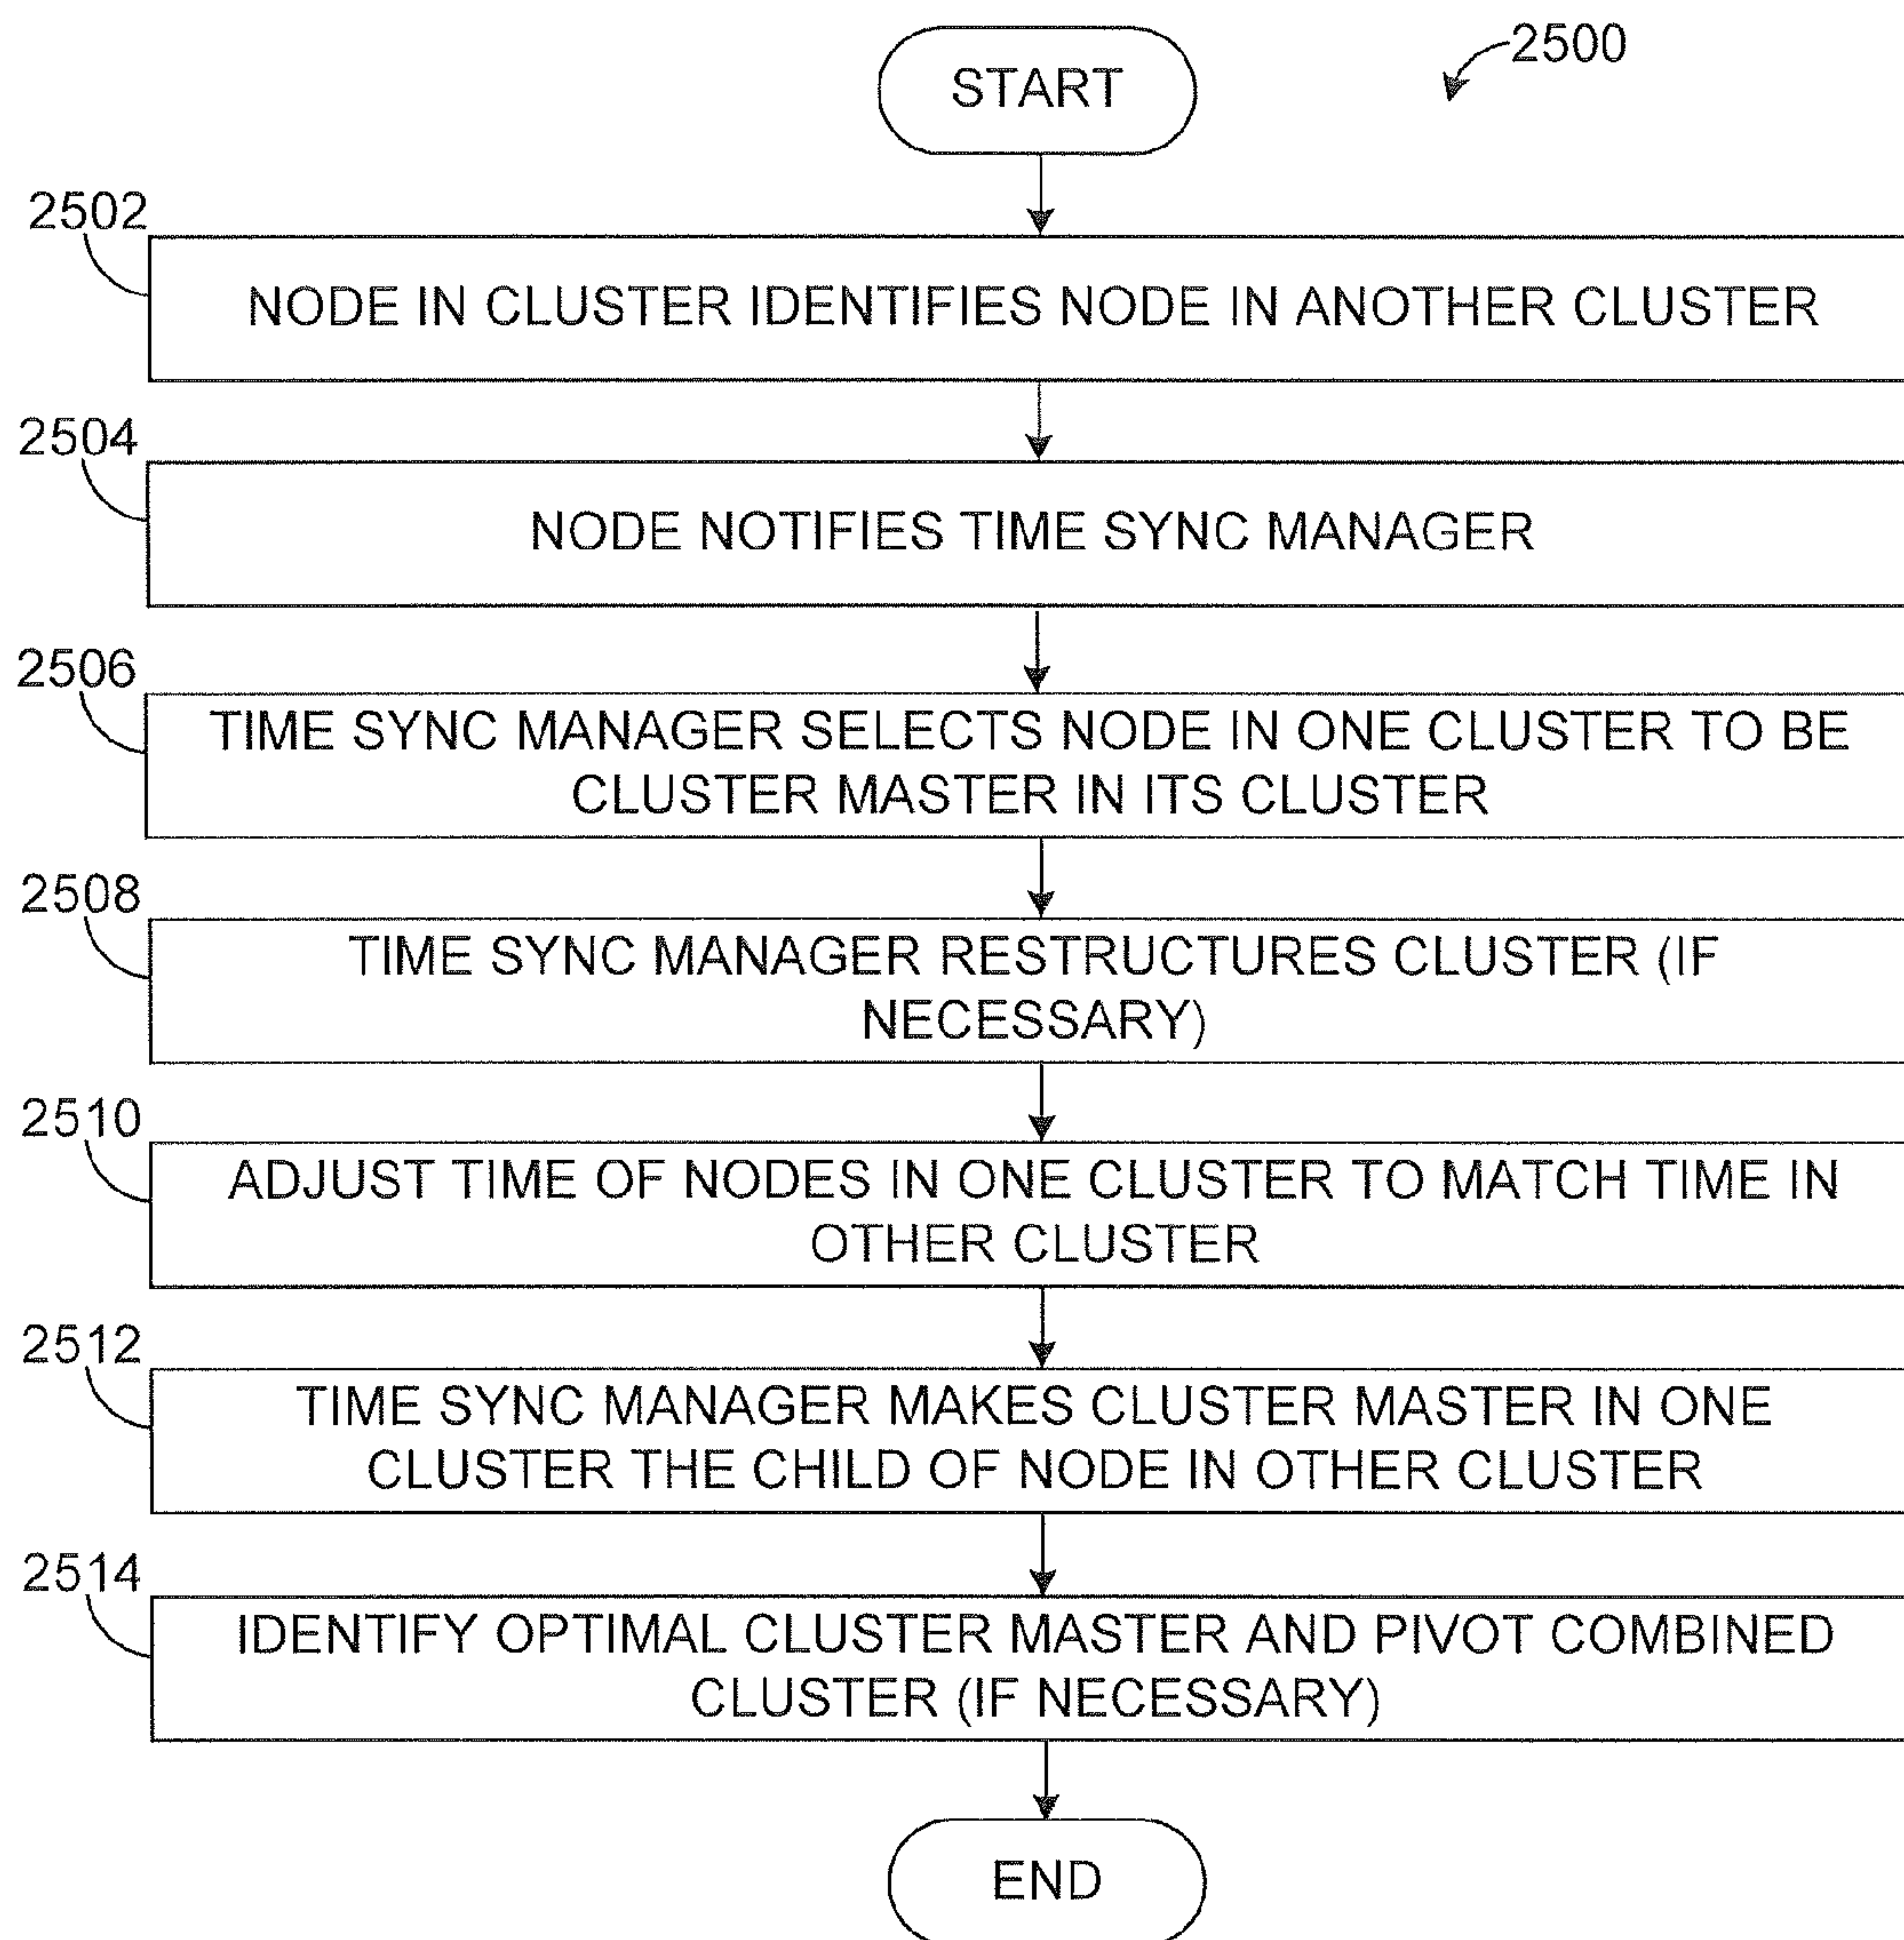 START
2500
2502
NODE IN CLUSTER IDENTIFIES NODE IN ANOTHER CLUSTER
2504
NODE NOTIFIES TIME SYNC MANAGER
2506
TIME SYNC MANAGER SELECTS NODE IN ONE CLUSTER TO BE
CLUSTER MASTER IN ITS CLUSTER
2508
TIME SYNC MANAGER RESTRUCTURES CLUSTER (IF
NECESSARY)
2510
ADJUST TIME OF NODES IN ONE CLUSTER TO MATCH TIME IN
OTHER CLUSTER
2512
TIME SYNC MANAGER MAKES CLUSTER MASTER IN ONE
CLUSTER THE CHILD OF NODE IN OTHER CLUSTER
2514
IDENTIFY OPTIMAL CLUSTER MASTER AND PIVOT COMBINED
CLUSTER (IF NECESSARY)
END